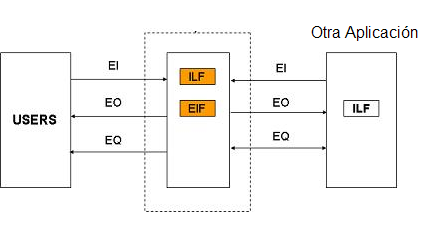 Otra Aplicación
EI
EI
ILF
EO
EO
USERS
EIF
ILF
EQ
EQ